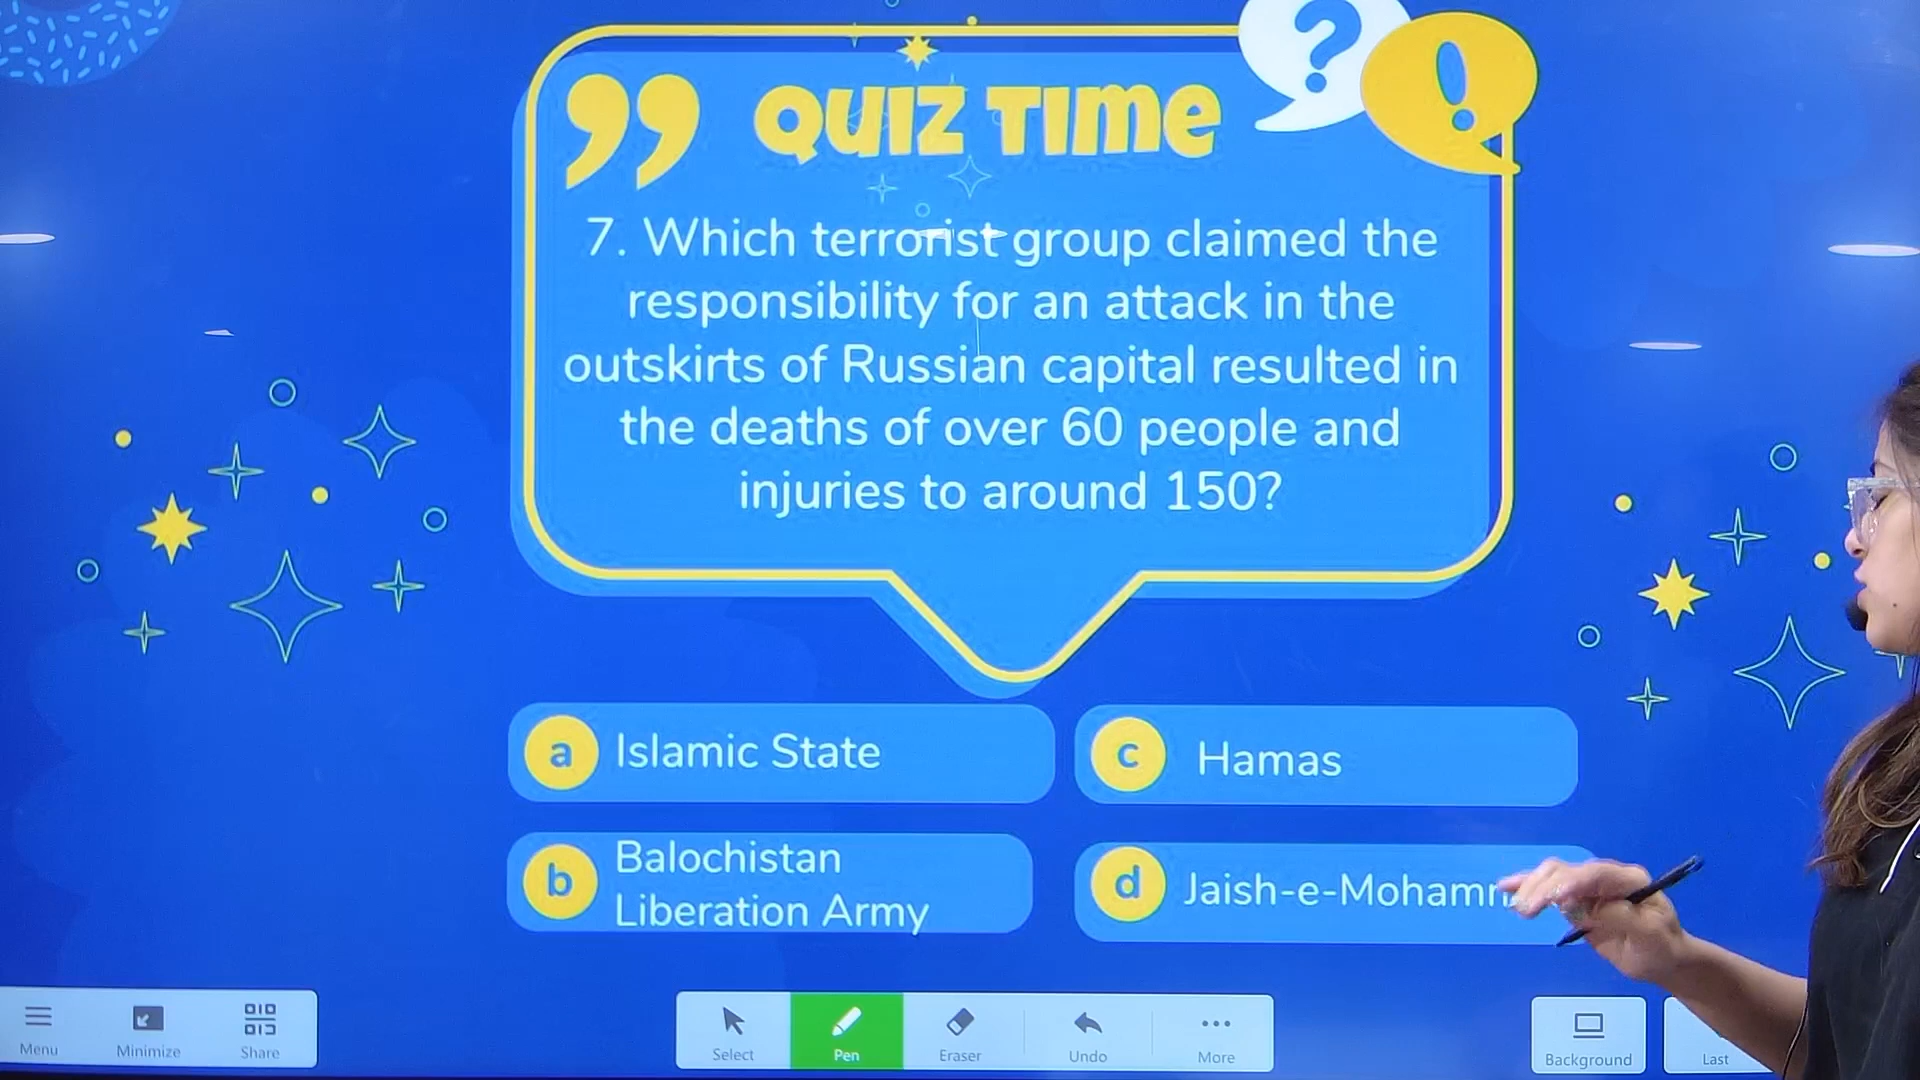 QUIZ TIME
7. Which terrorist group claimed the
responsibility for an attack in the
outskirts of Russian capital resulted in
the deaths of over 60 people and
injuries to around 150?
a Islamic State
c Hamas
b Balochistan
Liberation Army
d
Menu
Minimize
Share
Select
Pen
Eraser
Undo
More
Background
Last